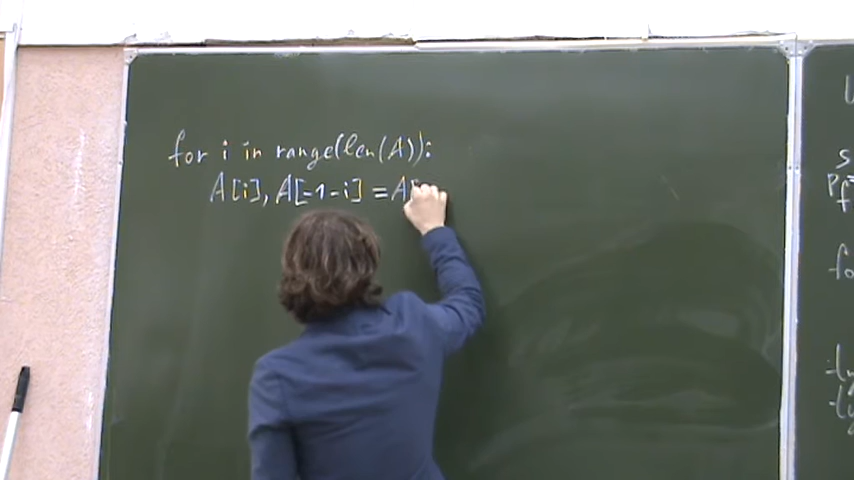 for i in range(len(A)):
A[i], A[-1-i] = A[